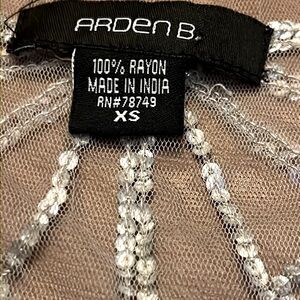 ARDEN B.
100% RAYON
MADE IN INDIA
RN#78749
XS